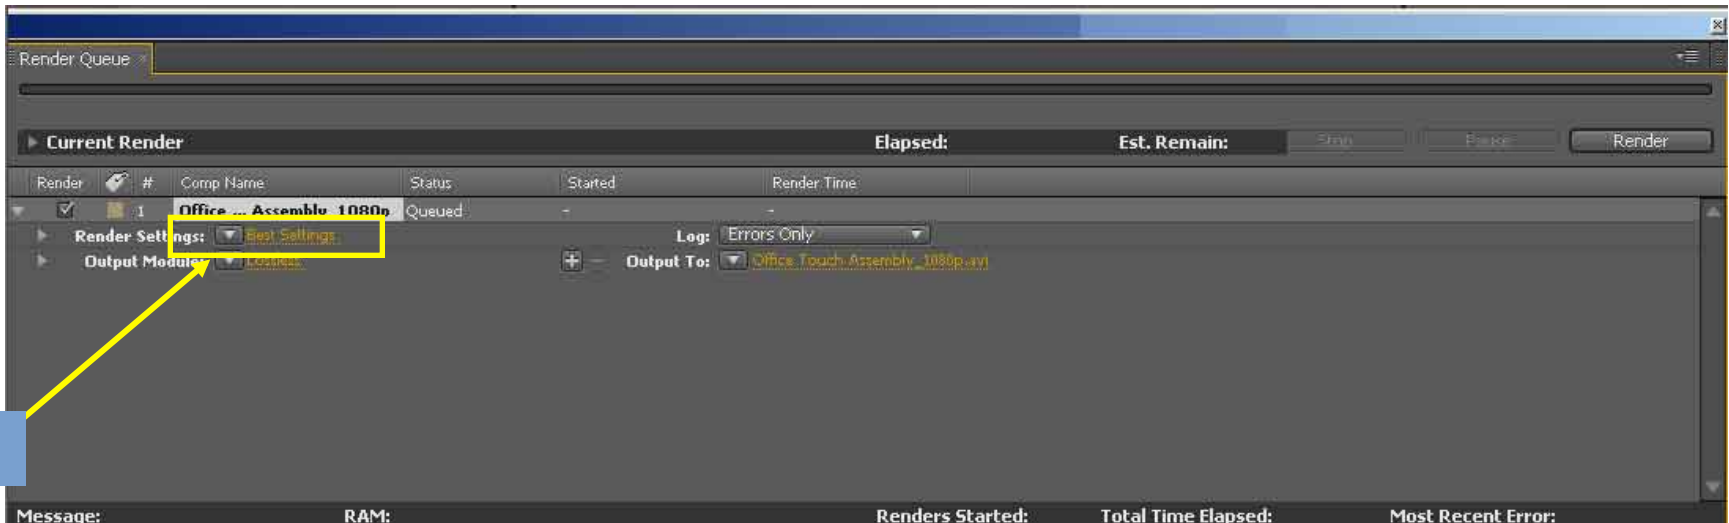 Render Queue
Current Render Elapsed: Est. Remain: Stop Pause Render
Render # Comp Name Status Started Render Time
1 Office ... Assembly_1080p Queued - -
Render Settings: Best Settings Log: Errors Only
Output Module: Lossless Output To: Office Touch Assembly_1080p.avi
Message: RAM: Renders Started: Total Time Elapsed: Most Recent Error: